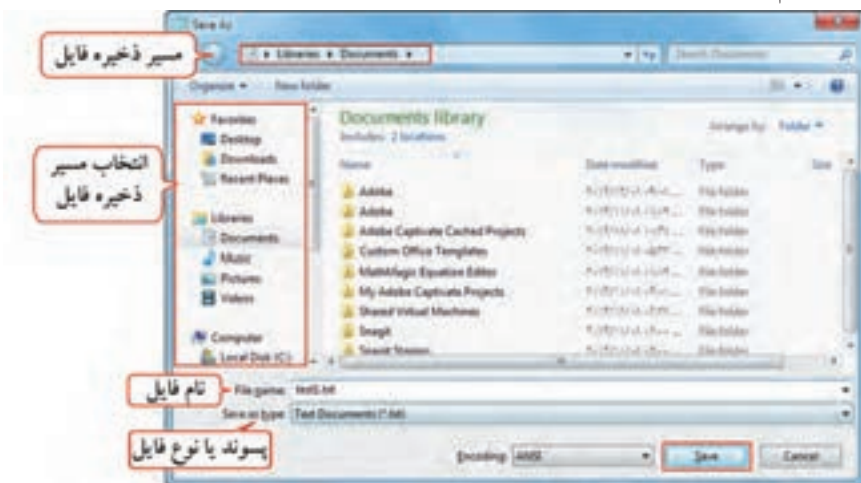 Save As
مسیر ذخیره فایل
Libraries Documents
Search Documents
Organize New folder
Favorites
Desktop
Downloads
Recent Places
انتخاب مسیر
ذخیره فایل
Libraries
Documents
Music
Pictures
Videos
Computer
Local Disk (C:)
Documents library
Includes: 2 locations
Arrange by: Folder
Name Date modified Type Size
Adobe File folder
Adobe File folder
Adobe Captivate Cached Projects File folder
Custom Office Templates File folder
MathMagic Equation Editor File folder
My Adobe Captivate Projects File folder
Shared Virtual Machines File folder
Snagit File folder
Snagit Stamps File folder
نام فایل
File name:
Save as type: Text Documents (*.txt)
پسوند یا نوع فایل
Encoding: ANSI
Save
Cancel